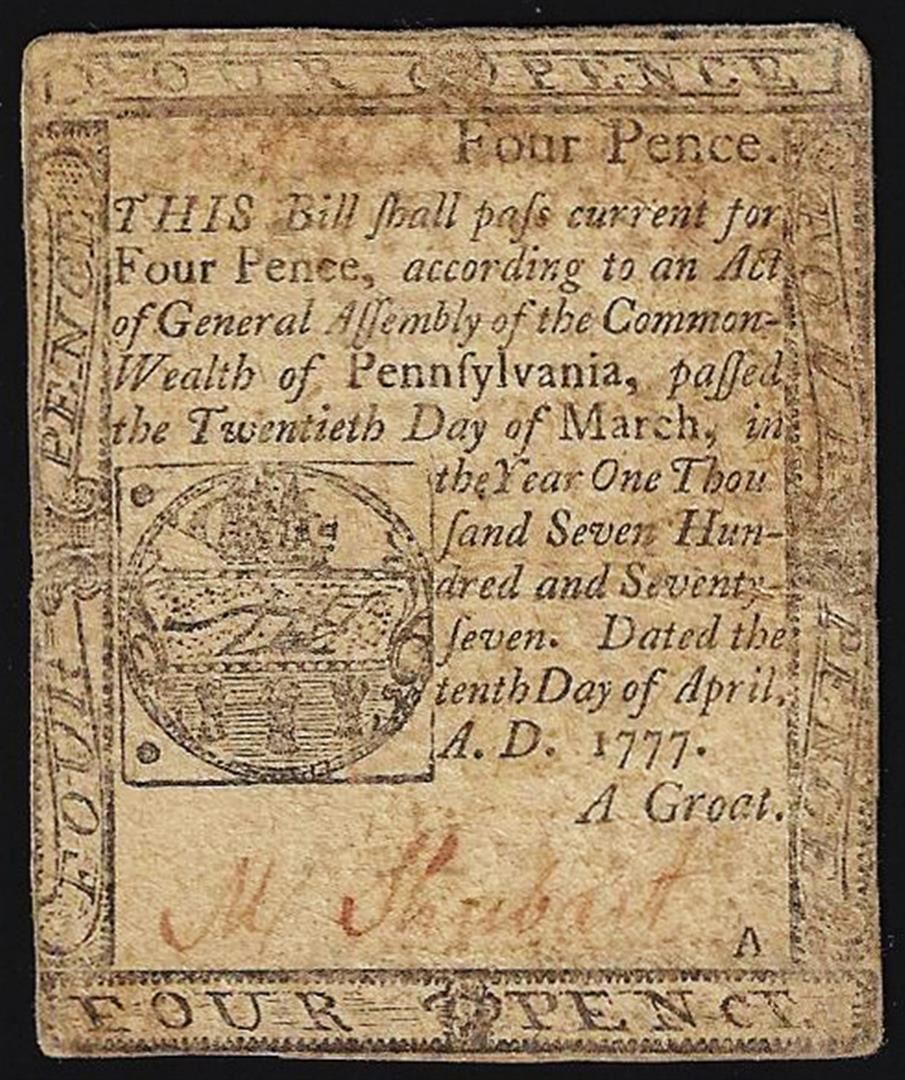 FOUR PENCE
Four Pence.
THIS Bill ſhall paſs current for
Four Pence, according to an Act
of General Aſſembly of the Common-
Wealth of Pennſylvania, paſſed
the Twentieth Day of March, in
the Year One Thou
ſand Seven Hun-
dred and Seventy-
ſeven. Dated the
tenth Day of April,
A. D. 1777.
A Groat.
M Shubart
A
FOUR PENCE
FOUR PENCE
FOUR PENCE.